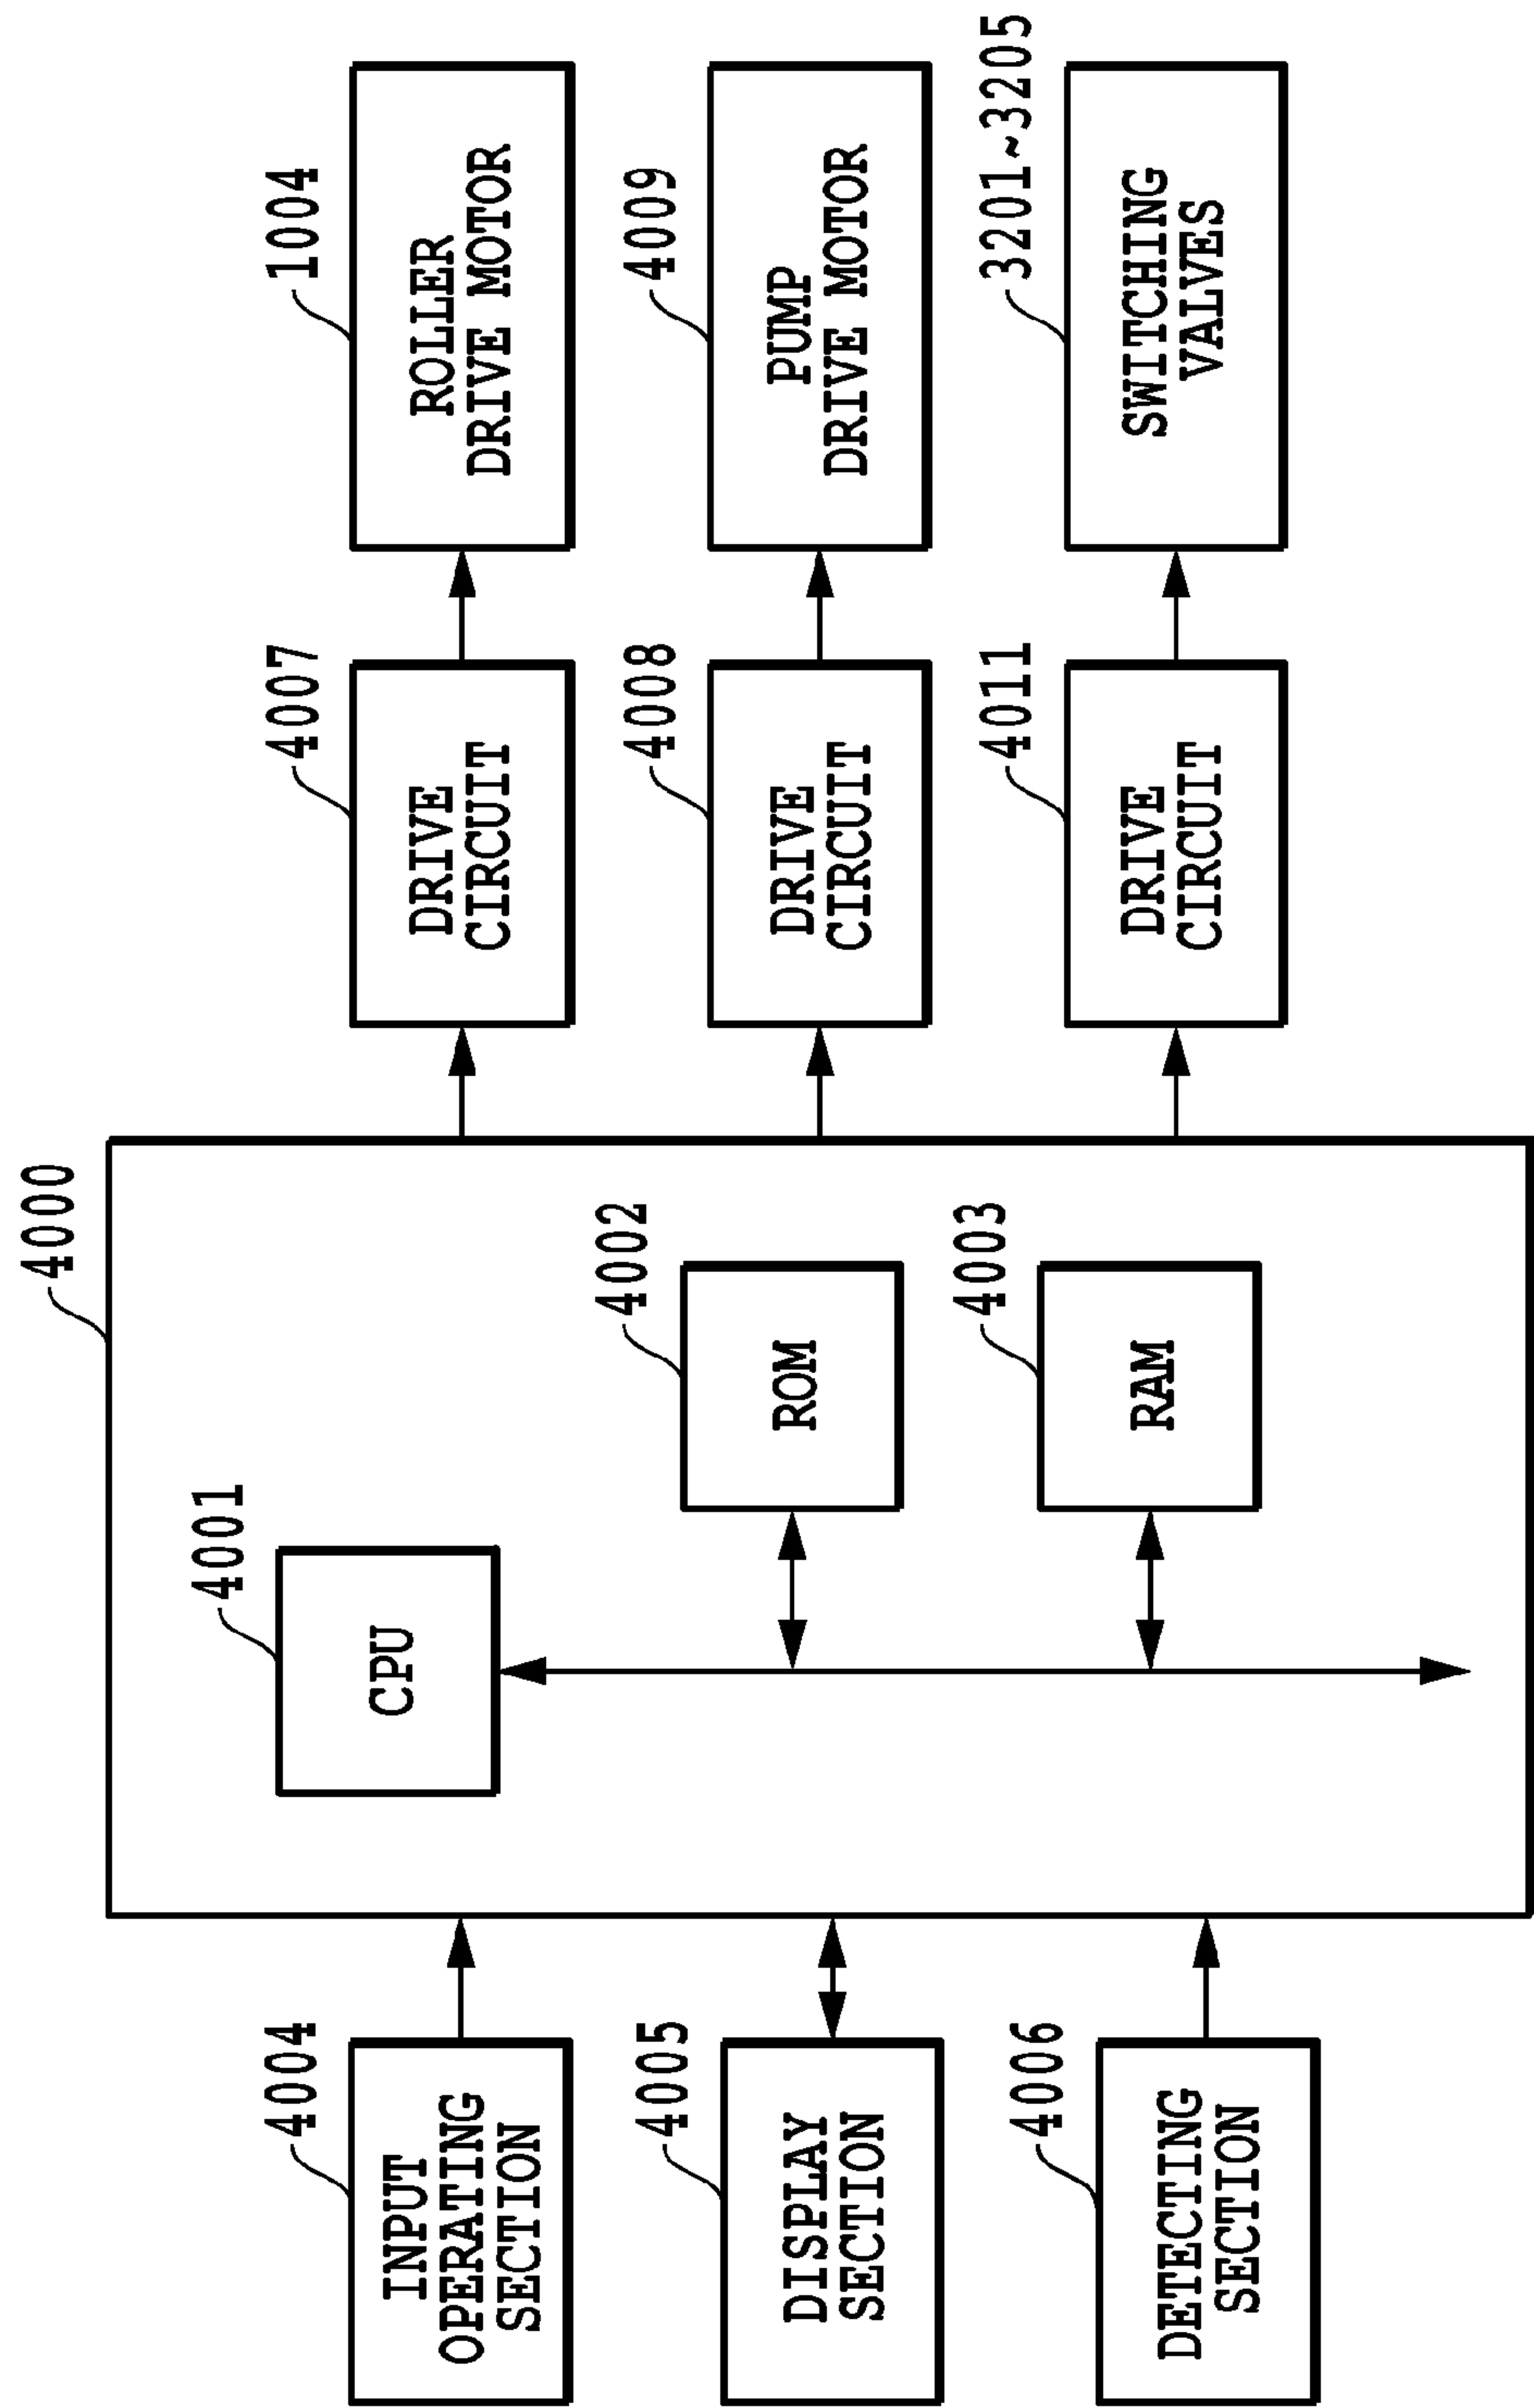 4000
4004
INPUT
OPERATING
SECTION
4005
DISPLAY
SECTION
4006
DETECTING
SECTION
4001
CPU
4002
ROM
4003
RAM
4007
DRIVE
CIRCUIT
4008
DRIVE
CIRCUIT
4011
DRIVE
CIRCUIT
1004
ROLLER
DRIVE MOTOR
4009
PUMP
DRIVE MOTOR
3201~3205
SWITCHING
VALVES